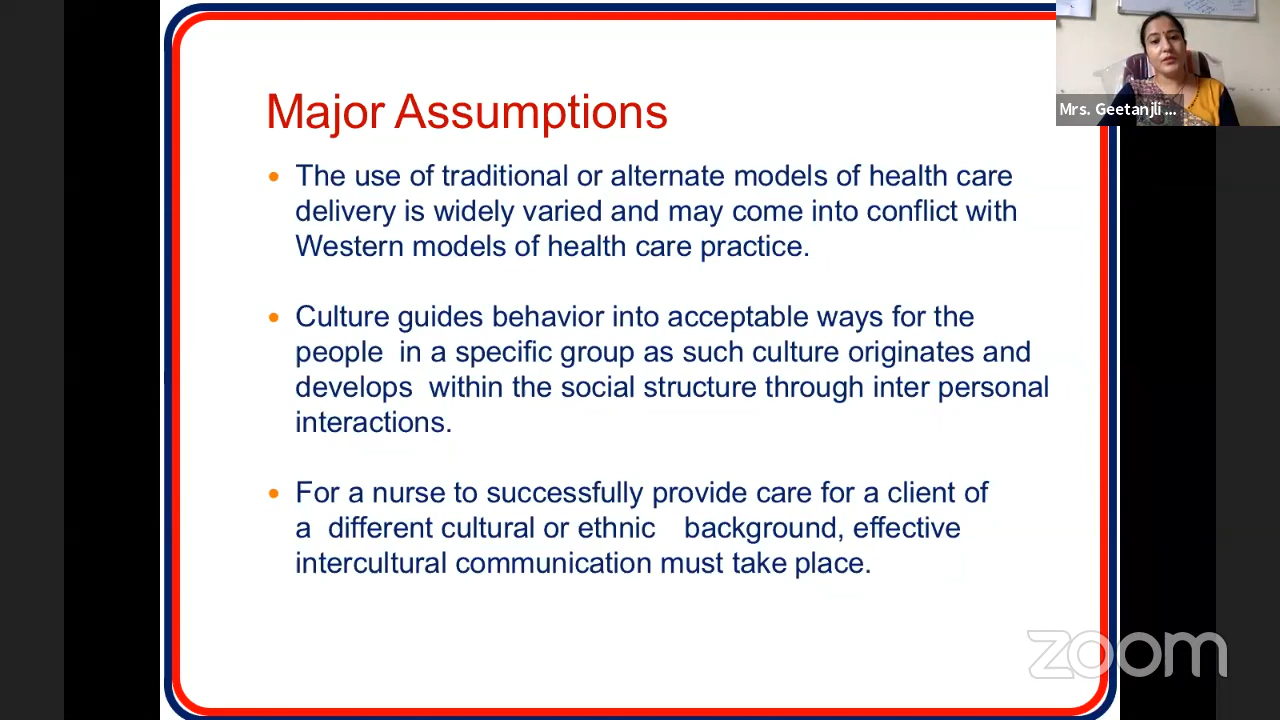 Major Assumptions
The use of traditional or alternate models of health care
delivery is widely varied and may come into conflict with
Western models of health care practice.
Culture guides behavior into acceptable ways for the
people in a specific group as such culture originates and
develops within the social structure through inter personal
interactions.
For a nurse to successfully provide care for a client of
a different cultural or ethnic background, effective
intercultural communication must take place.
Mrs. Geetanjli ...
zoom